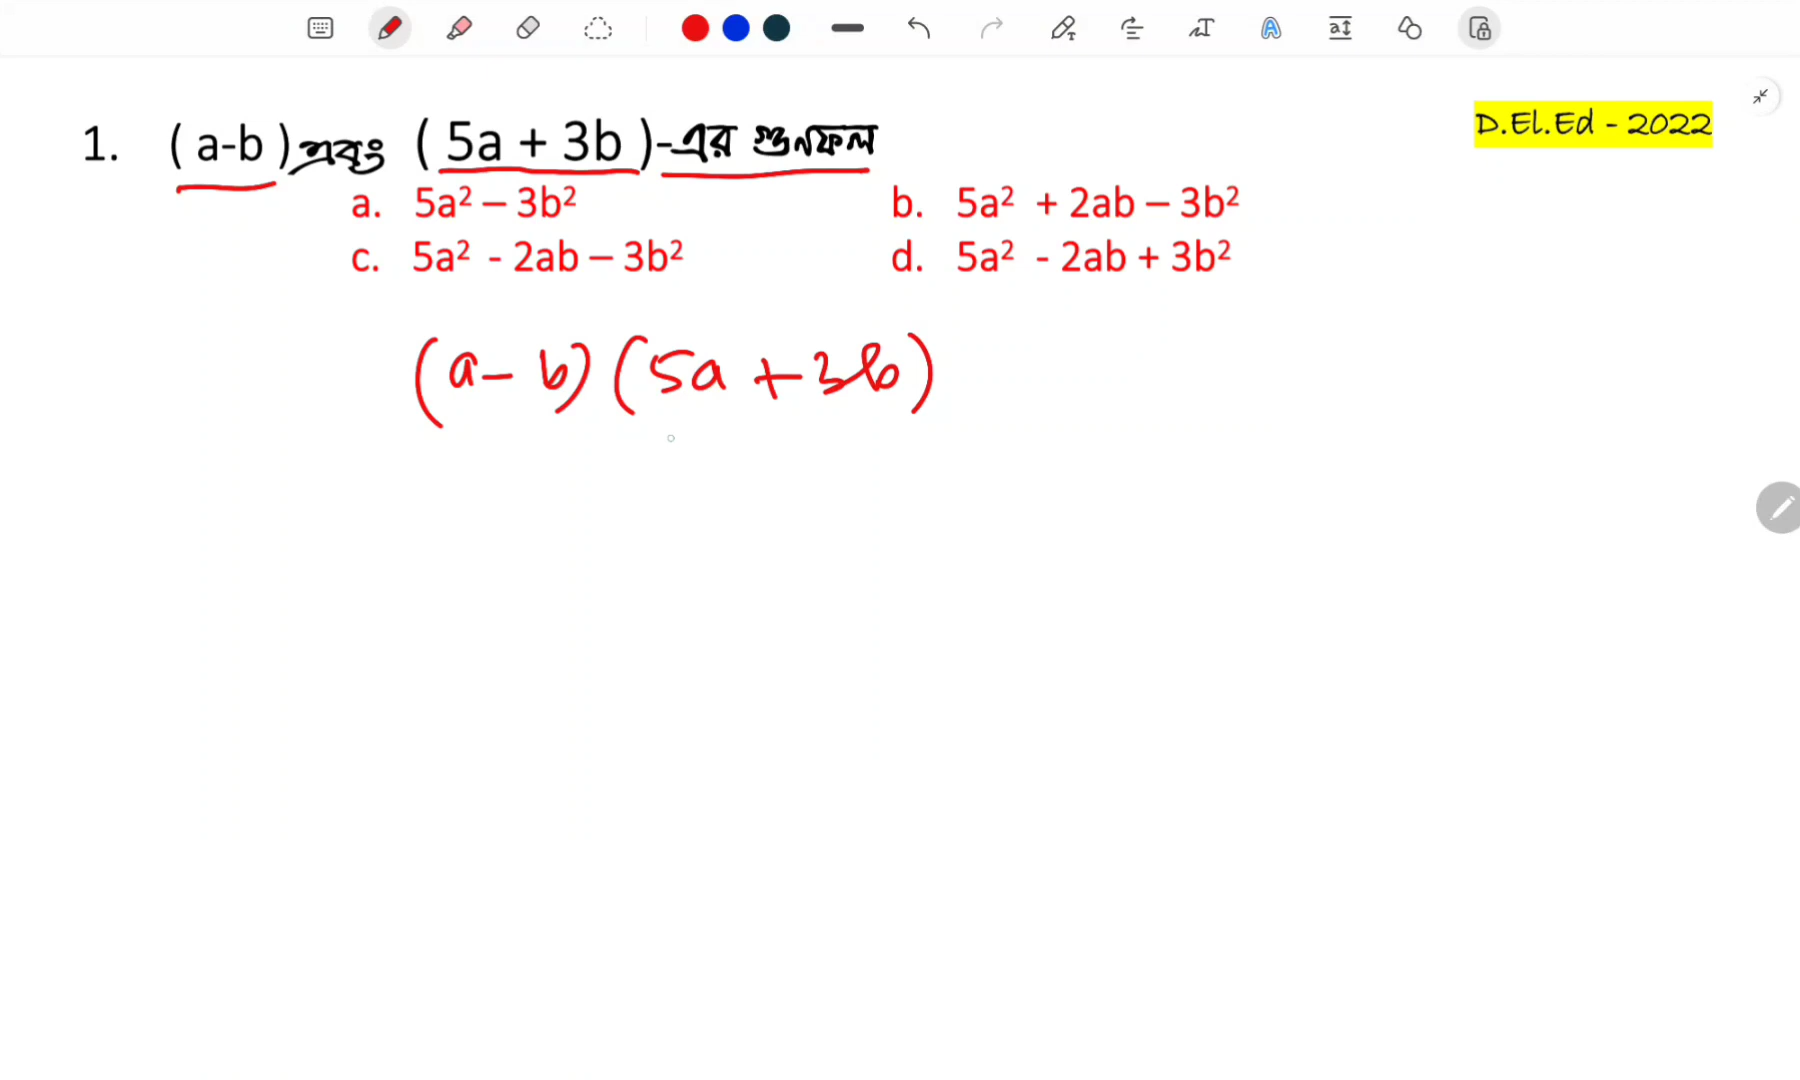 D.El.Ed - 2022
1. ( a-b ) এবং ( 5a + 3b )-এর গুনফল
a. 5a² – 3b² b. 5a² + 2ab – 3b²
c. 5a² - 2ab – 3b² d. 5a² - 2ab + 3b²
(a - b) (5a + 3b)